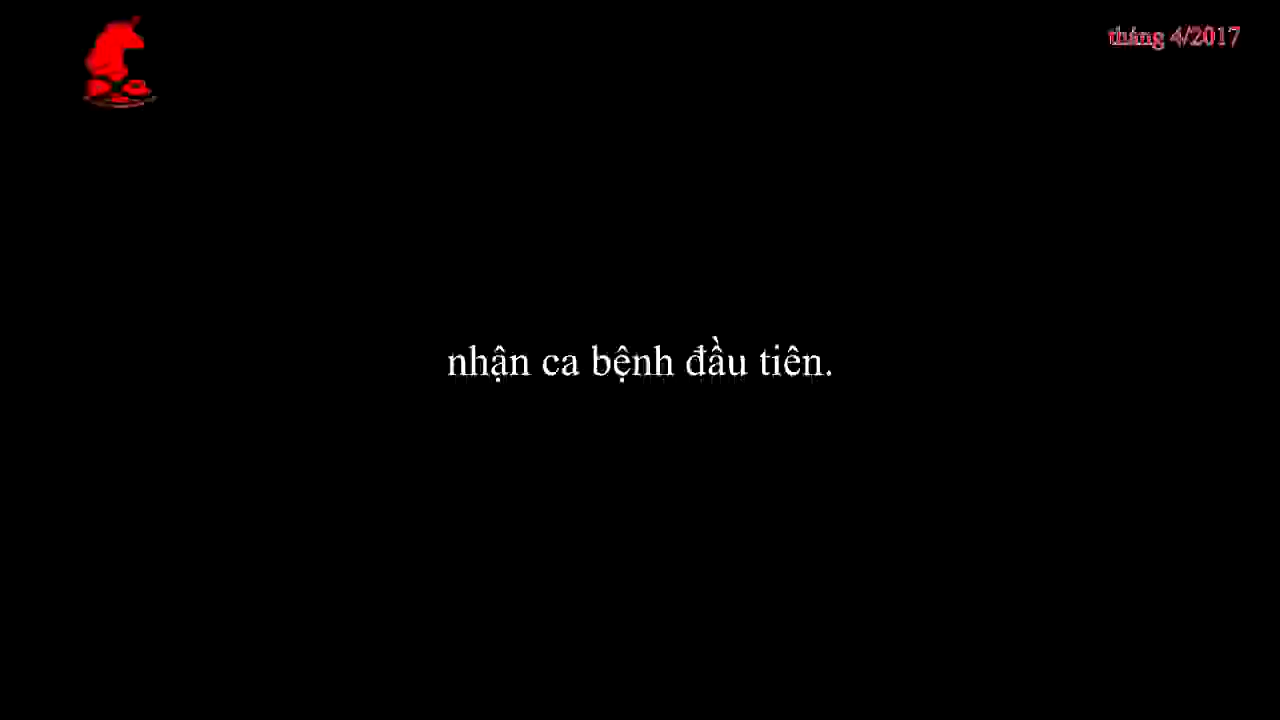 tháng 4/2017
nhận ca bệnh đầu tiên.